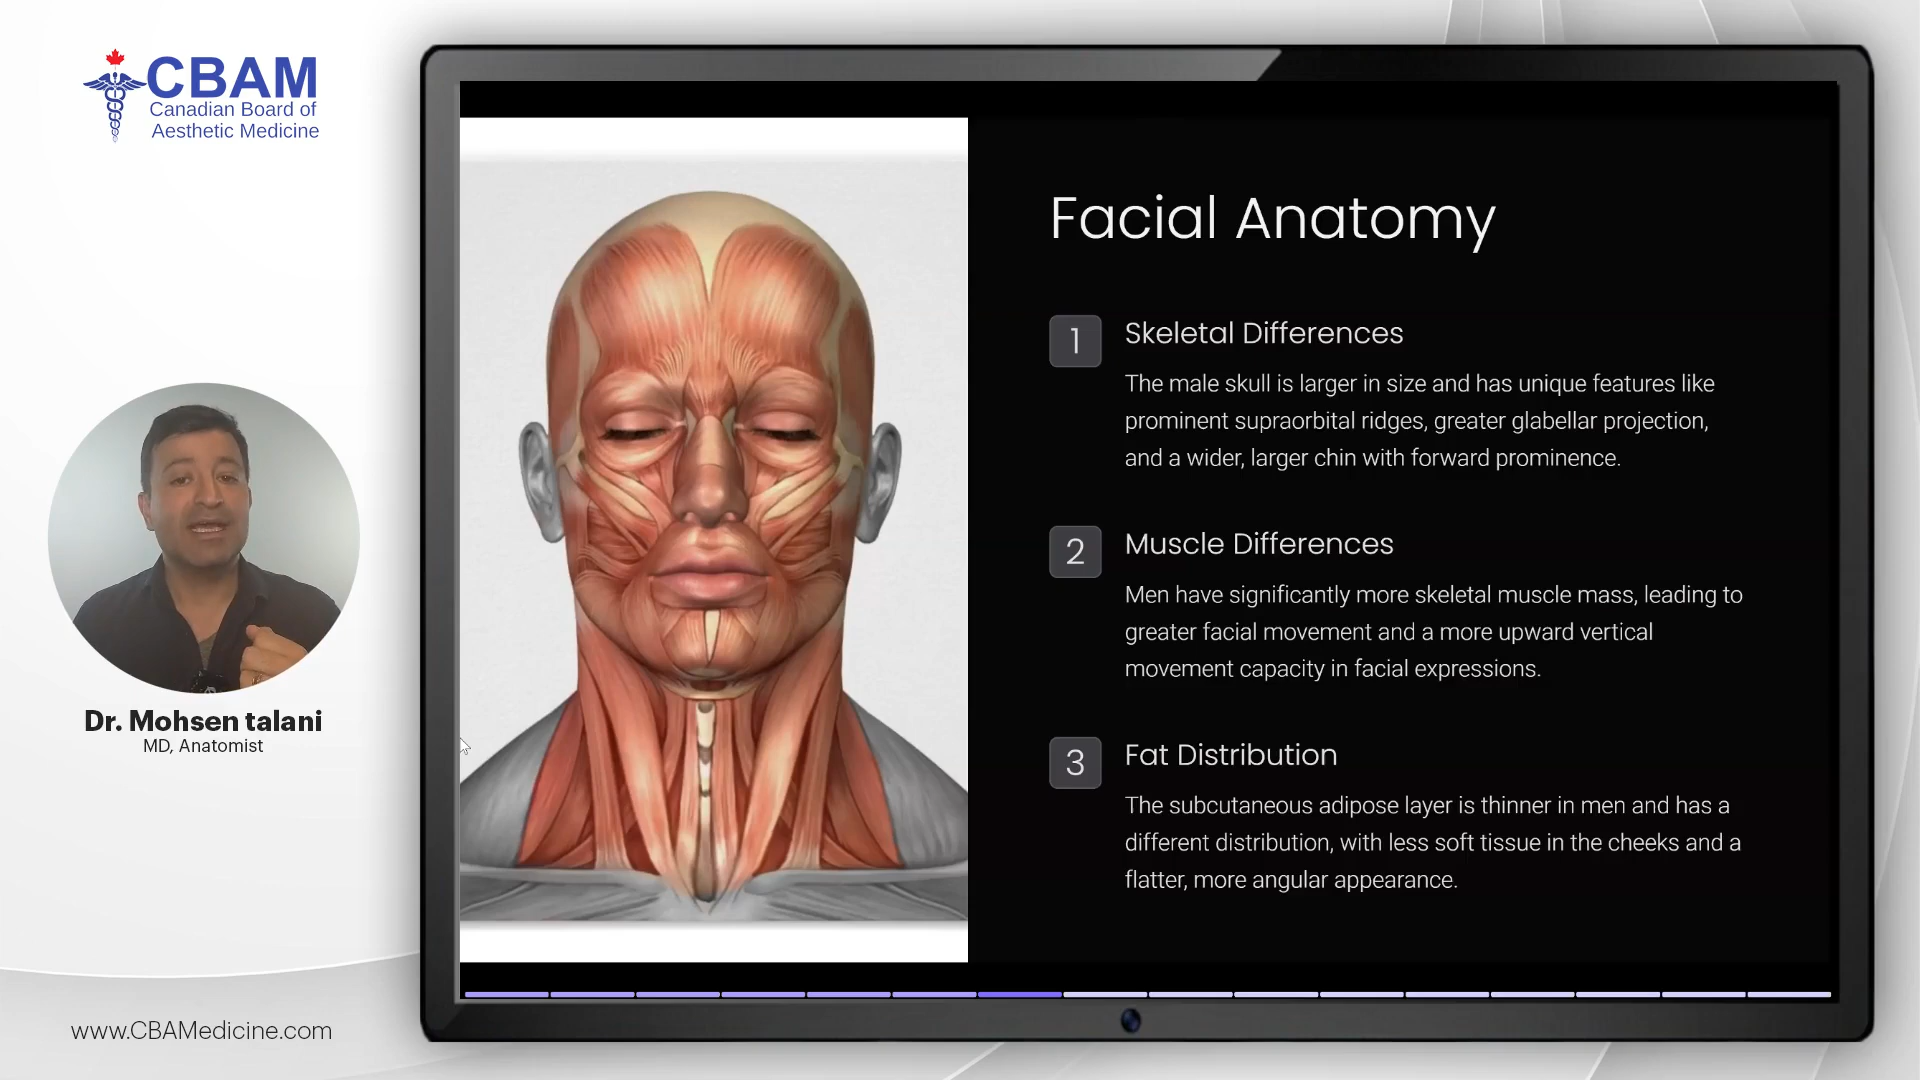 CBAM
Canadian Board of
Aesthetic Medicine
Dr. Mohsen talani
MD, Anatomist
www.CBAMedicine.com
Facial Anatomy
1
Skeletal Differences
The male skull is larger in size and has unique features like
prominent supraorbital ridges, greater glabellar projection,
and a wider, larger chin with forward prominence.
2
Muscle Differences
Men have significantly more skeletal muscle mass, leading to
greater facial movement and a more upward vertical
movement capacity in facial expressions.
3
Fat Distribution
The subcutaneous adipose layer is thinner in men and has a
different distribution, with less soft tissue in the cheeks and a
flatter, more angular appearance.